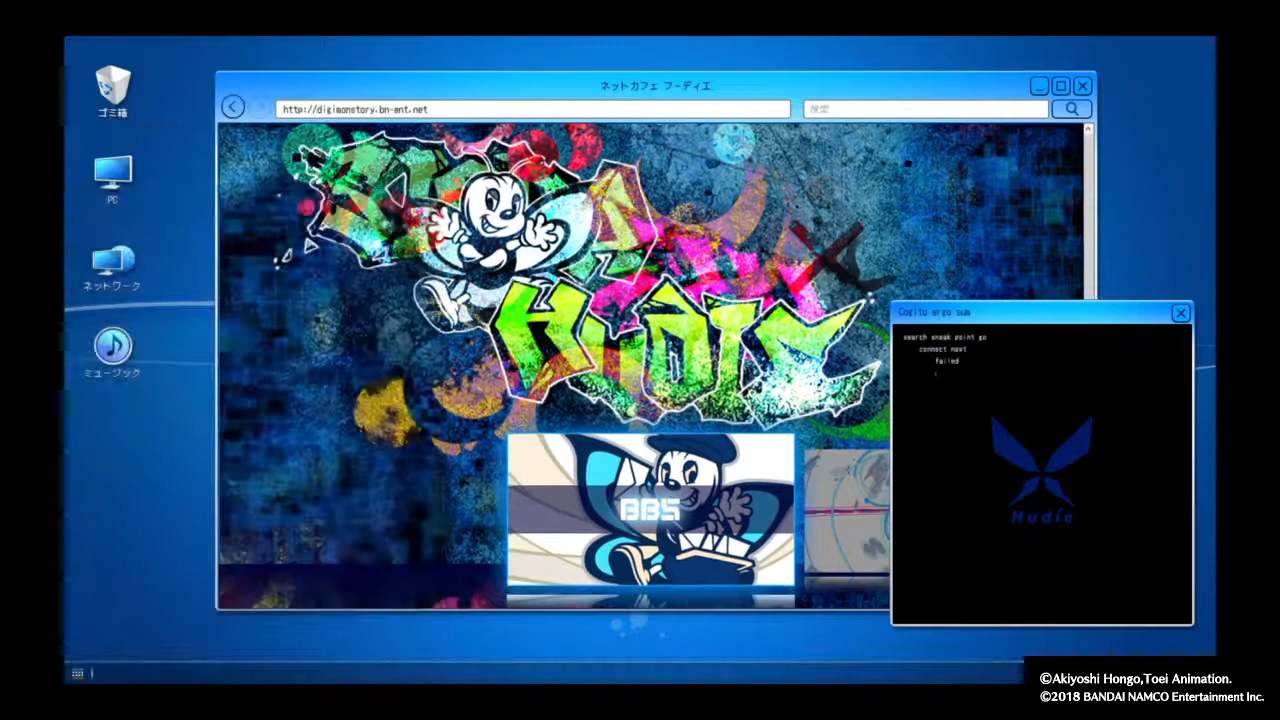 ゴミ箱
PC
ネットワーク
ミュージック
ネットカフェ フーディエ
http://digimonstory.bn-ent.net
検索
HUDIE
BBS
Cogito ergo sum
search sneak point go
connect navi
failed
:
Hudie
©Akiyoshi Hongo,Toei Animation.
©2018 BANDAI NAMCO Entertainment Inc.